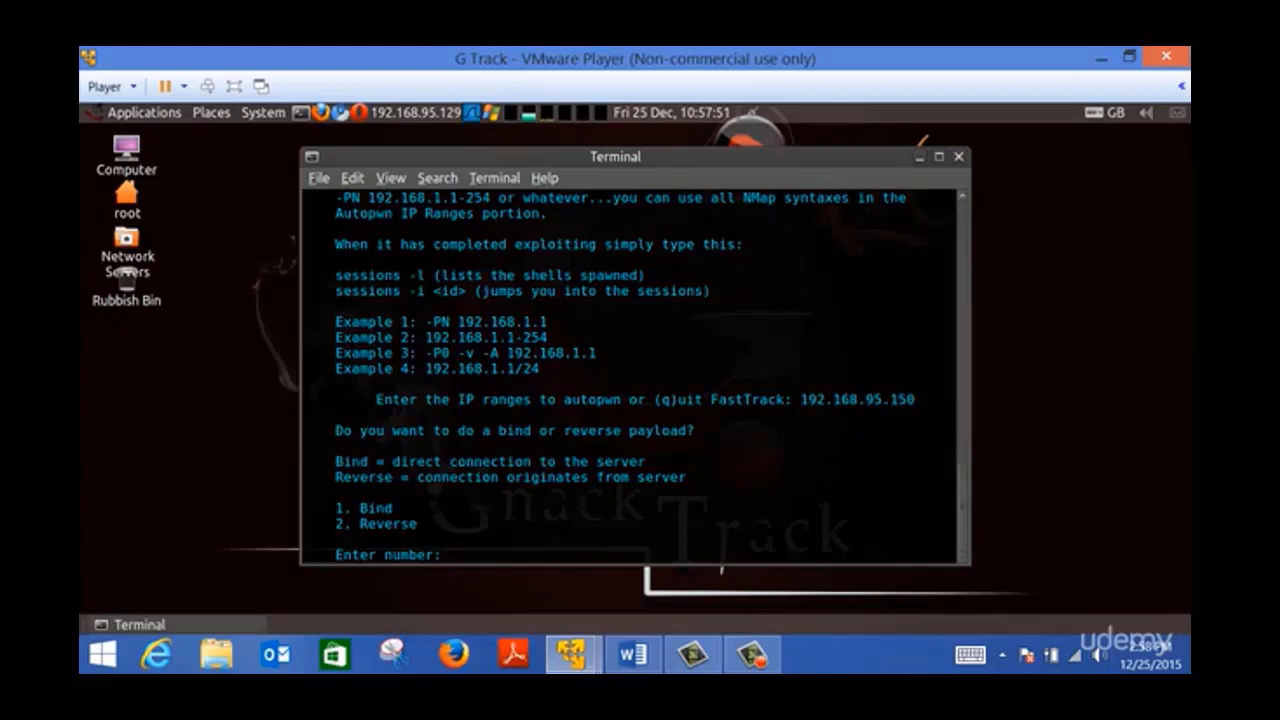 G Track - VMware Player (Non-commercial use only)
Player
Applications Places System 192.168.95.129 Fri 25 Dec, 10:57:51 GB
Computer
root
Network
Servers
Rubbish Bin
Terminal
File Edit View Search Terminal Help
-PN 192.168.1.1-254 or whatever...you can use all NMap syntaxes in the
Autopwn IP Ranges portion.
When it has completed exploiting simply type this:
sessions -l (lists the shells spawned)
sessions -i <id> (jumps you into the sessions)
Example 1: -PN 192.168.1.1
Example 2: 192.168.1.1-254
Example 3: -P0 -v -A 192.168.1.1
Example 4: 192.168.1.1/24
Enter the IP ranges to autopwn or (q)uit FastTrack: 192.168.95.150
Do you want to do a bind or reverse payload?
Bind = direct connection to the server
Reverse = connection originates from server
1. Bind
2. Reverse
Enter number:
Gnack Track
Terminal
udemy
2:58 PM
12/25/2015